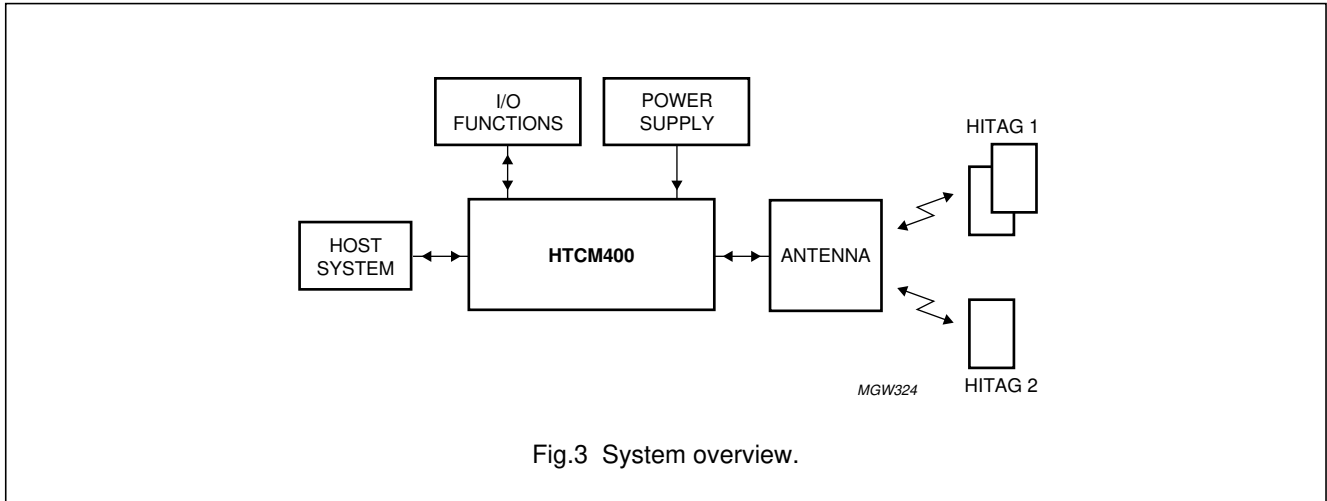 I/O
FUNCTIONS
POWER
SUPPLY
HITAG 1
HOST
SYSTEM
HTCM400
ANTENNA
MGW324
HITAG 2
Fig.3 System overview.